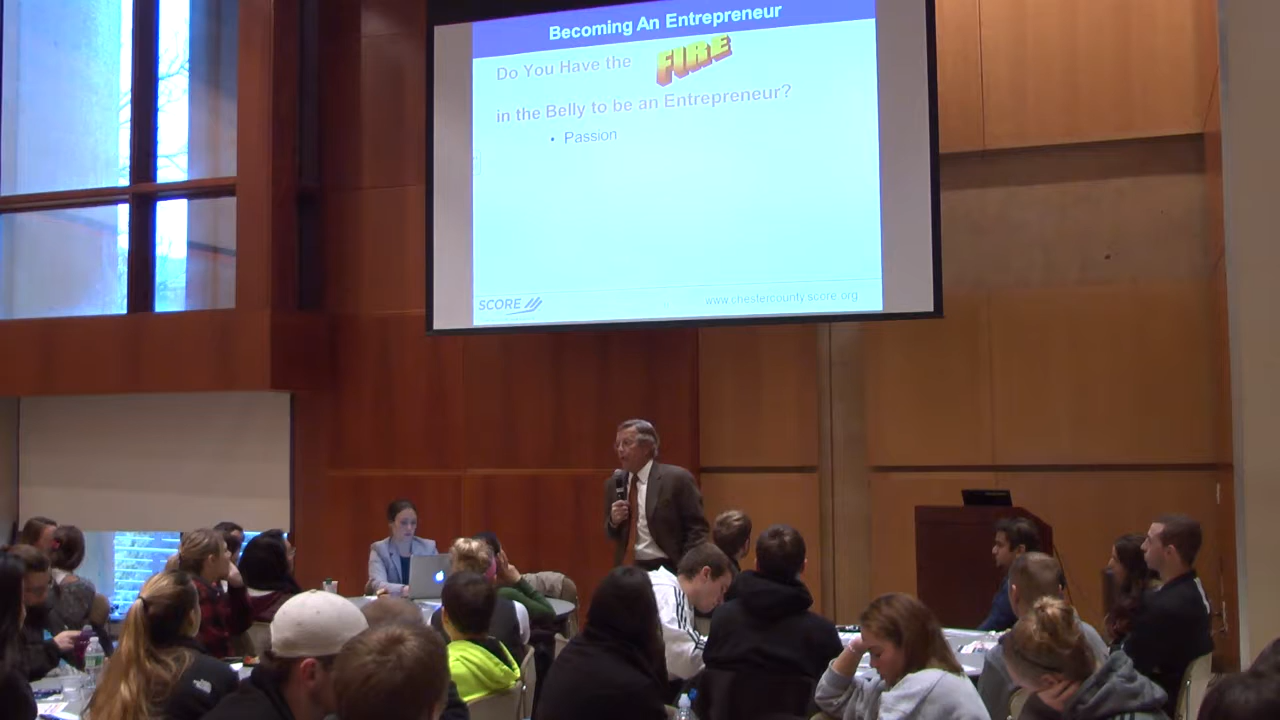 Becoming An Entrepreneur
Do You Have the FIRE
in the Belly to be an Entrepreneur?
• Passion
SCORE
www.chestercounty.score.org